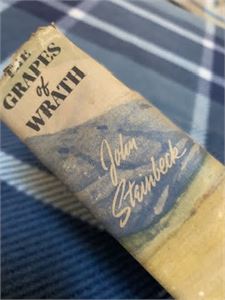 THE
GRAPES
of
WRATH
John
Steinbeck